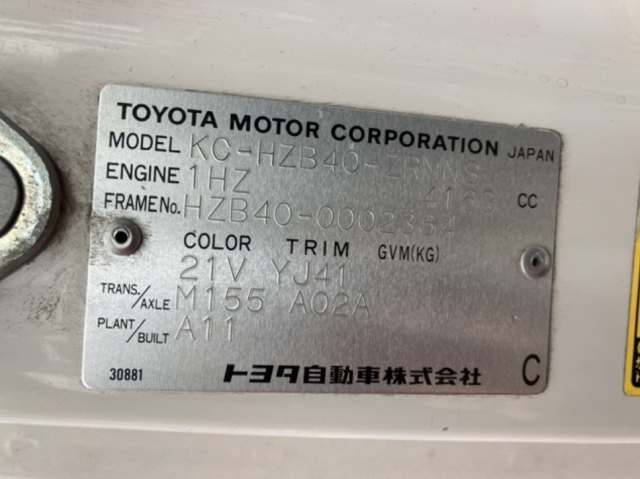 TOYOTA MOTOR CORPORATION JAPAN
MODEL KC-HZB40-ZRMNS
ENGINE 1HZ 4163 CC
FRAME No. HZB40-0002364
COLOR TRIM GVM(KG)
21V YJ41
TRANS./AXLE M155 A02A
PLANT/BUILT A11
30881 トヨタ自動車株式会社 C